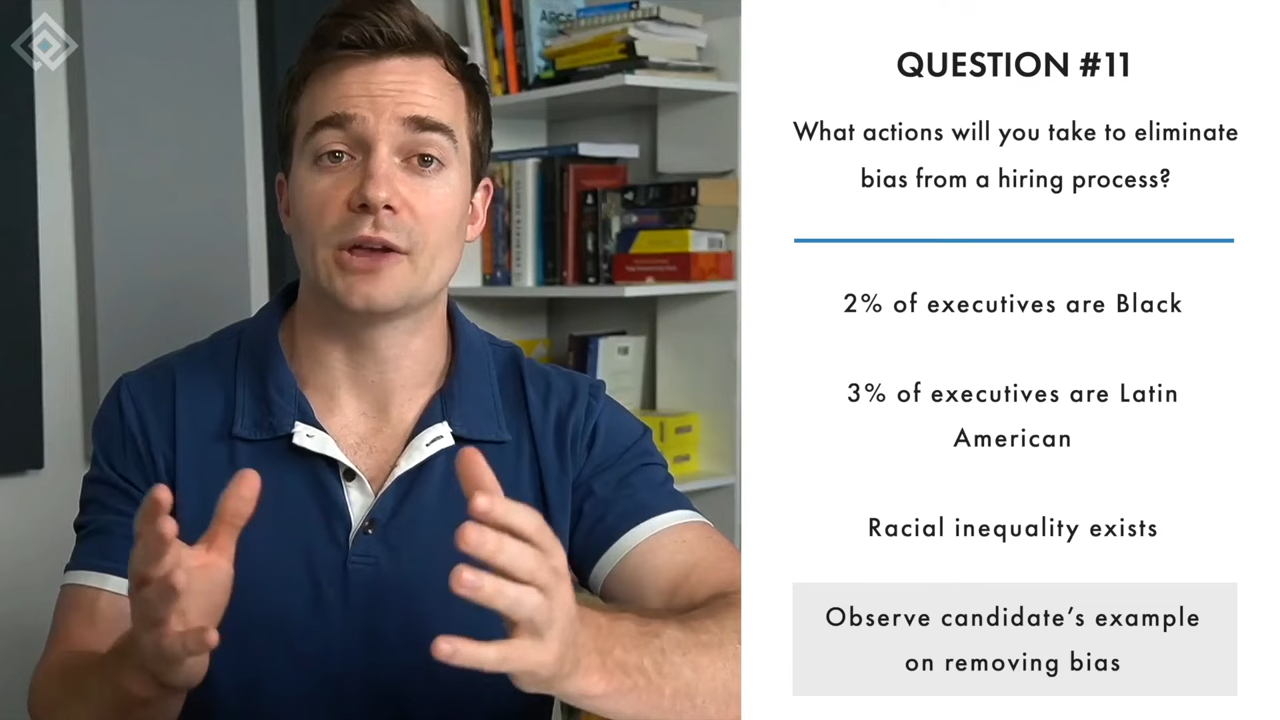 QUESTION #11
What actions will you take to eliminate
bias from a hiring process?
2% of executives are Black
3% of executives are Latin
American
Racial inequality exists
Observe candidate's example
on removing bias
ARCS